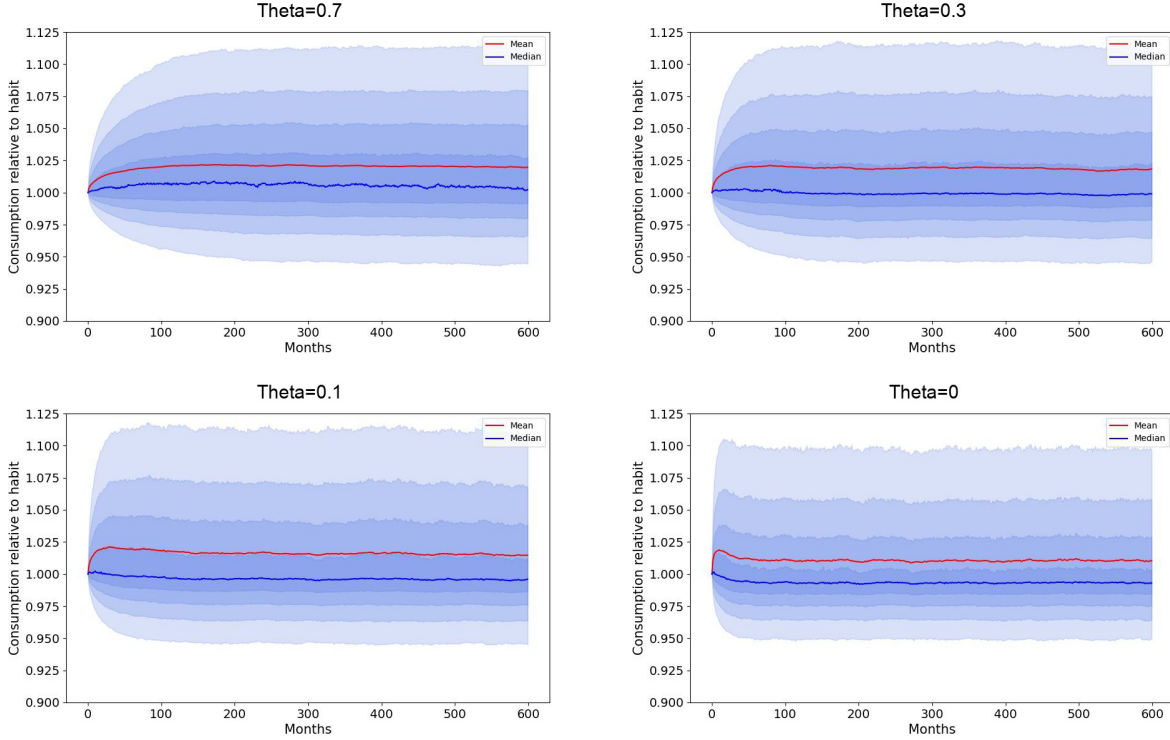 Theta=0.7
Consumption relative to habit
1.125
1.100
1.075
1.050
1.025
1.000
0.975
0.950
0.925
0.900
Mean
Median
0 100 200 300 400 500 600
Months
Theta=0.3
Consumption relative to habit
1.125
1.100
1.075
1.050
1.025
1.000
0.975
0.950
0.925
0.900
Mean
Median
0 100 200 300 400 500 600
Months
Theta=0.1
Consumption relative to habit
1.125
1.100
1.075
1.050
1.025
1.000
0.975
0.950
0.925
0.900
Mean
Median
0 100 200 300 400 500 600
Months
Theta=0
Consumption relative to habit
1.125
1.100
1.075
1.050
1.025
1.000
0.975
0.950
0.925
0.900
Mean
Median
0 100 200 300 400 500 600
Months